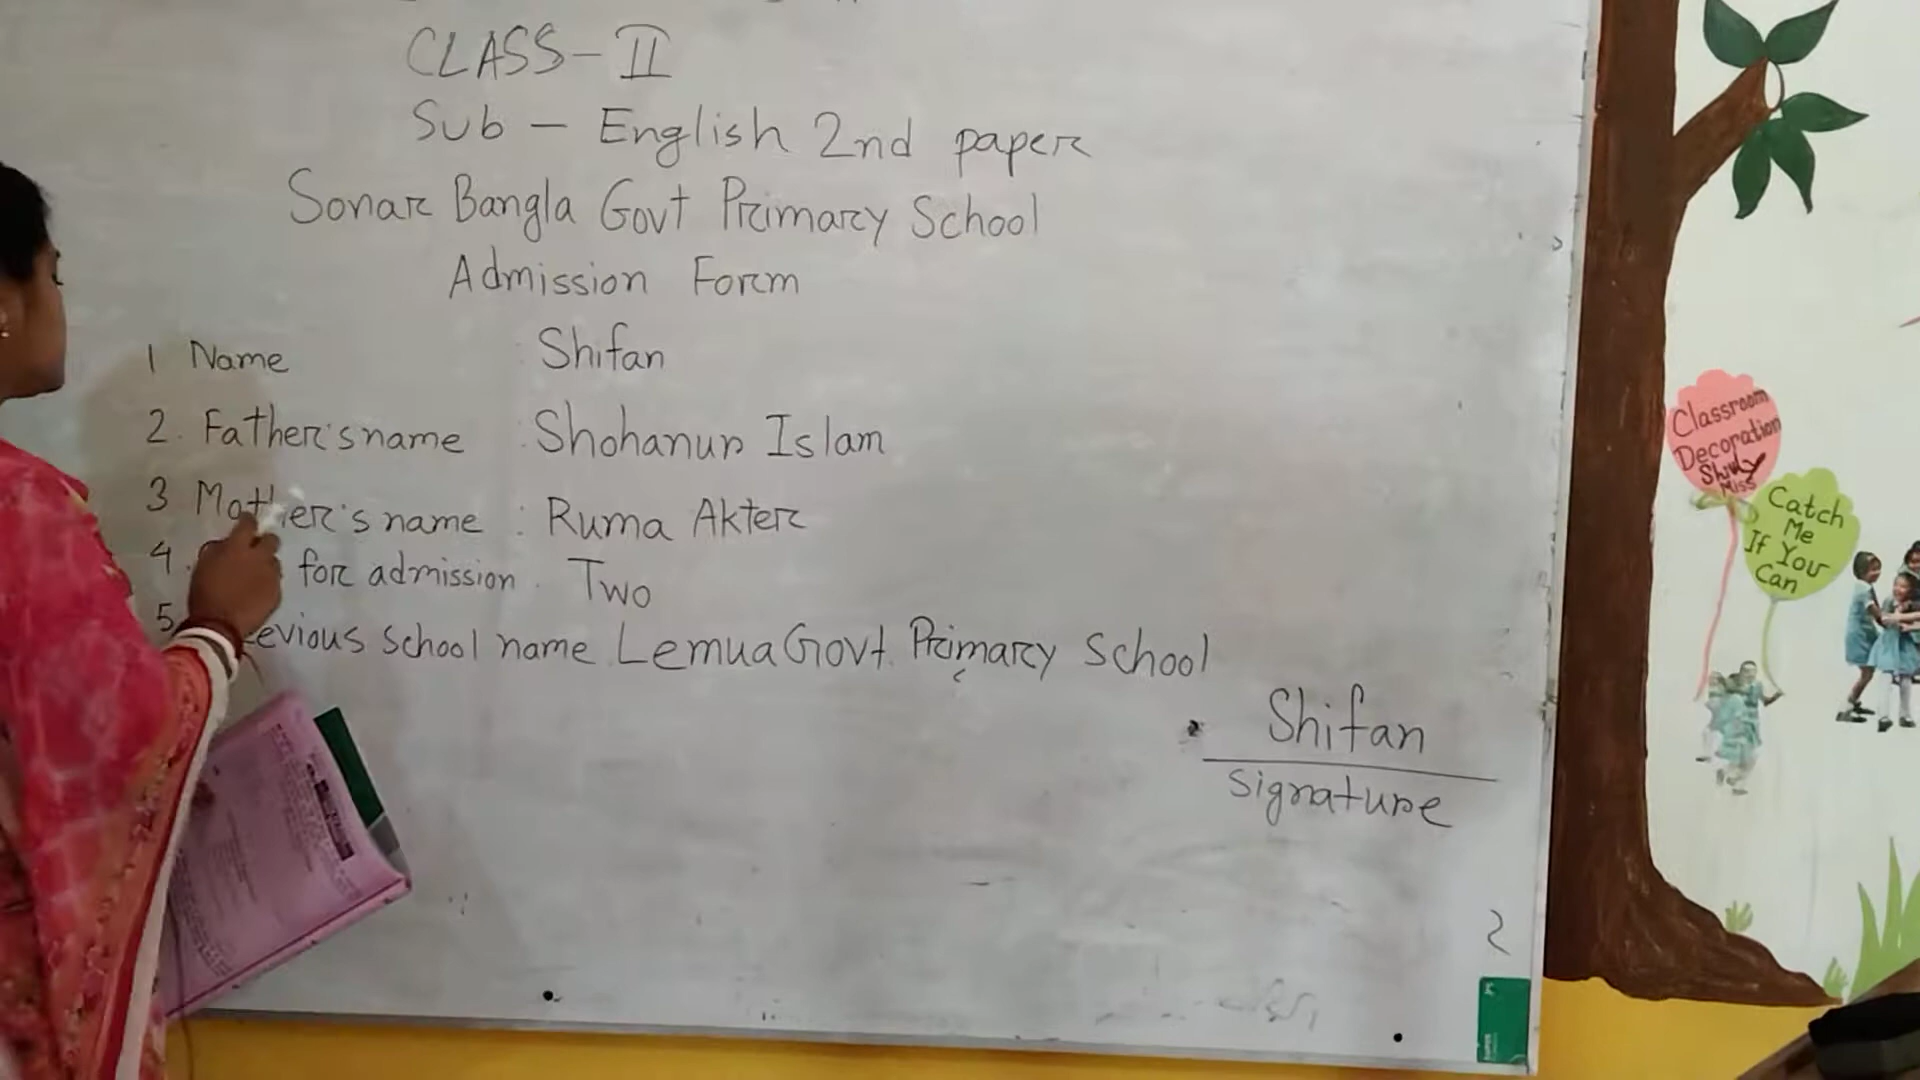 CLASS-II
Sub - English 2nd paper
Sonar Bangla Govt Primary School
Admission Form
1 Name : Shifan
2. Father's name : Shohanur Islam
3 Mother's name : Ruma Akter
4. for admission . Two
5. evious school name Lemua Govt. Primary School
Shifan
signature
2
Classroom
Decoration
Miss
Catch
Me
If You
Can